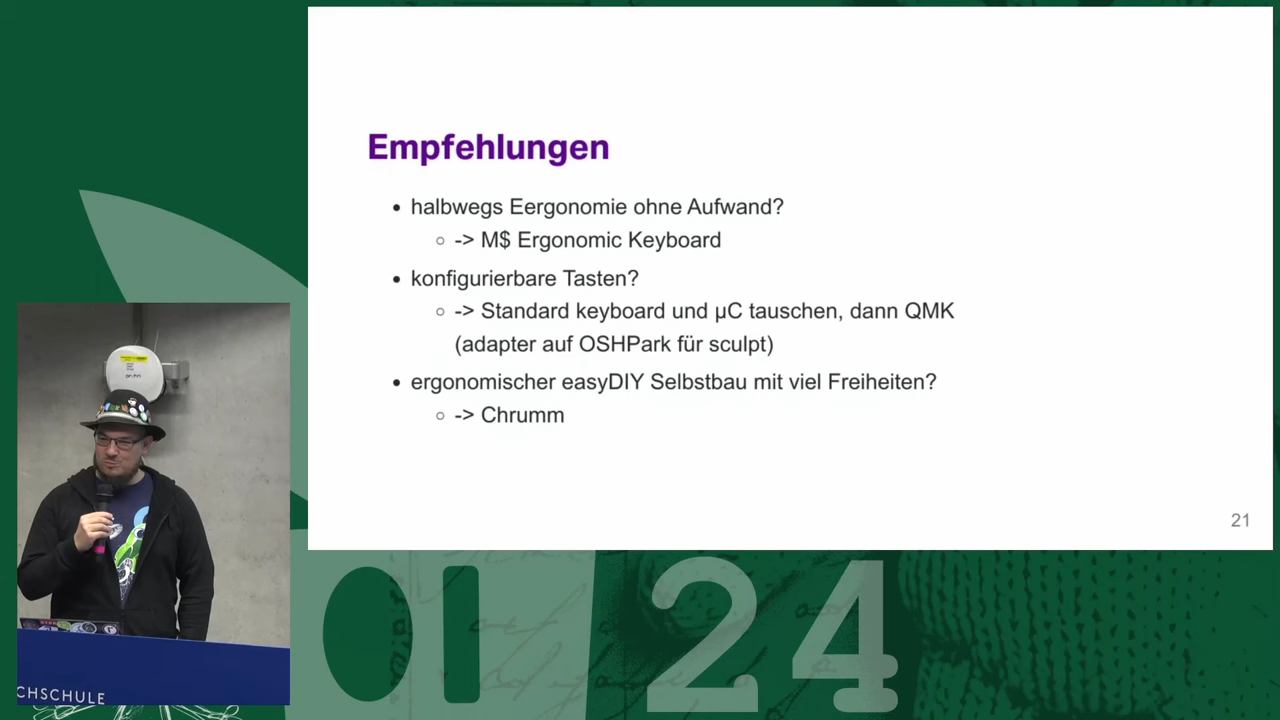 Empfehlungen
• halbwegs Eergonomie ohne Aufwand?
○ -> M$ Ergonomic Keyboard
• konfigurierbare Tasten?
○ -> Standard keyboard und µC tauschen, dann QMK
(adapter auf OSHPark für sculpt)
• ergonomischer easyDIY Selbstbau mit viel Freiheiten?
○ -> Chrumm
21
24
CHSCHULE